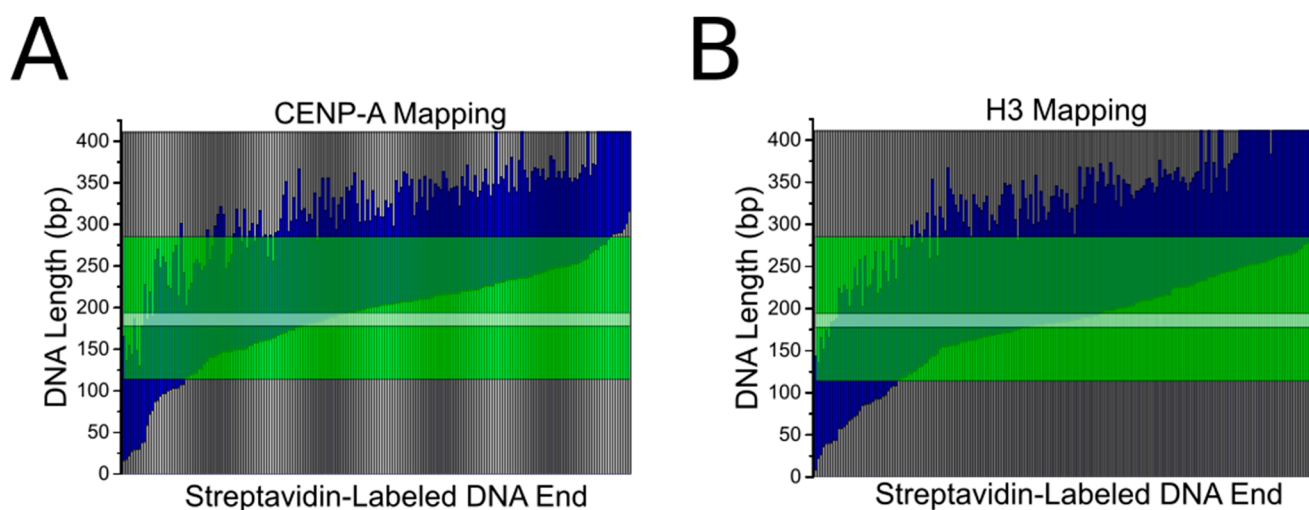 A
CENP-A Mapping
DNA Length (bp)
400
350
300
250
200
150
100
50
0
Streptavidin-Labeled DNA End
B
H3 Mapping
DNA Length (bp)
400
350
300
250
200
150
100
50
0
Streptavidin-Labeled DNA End